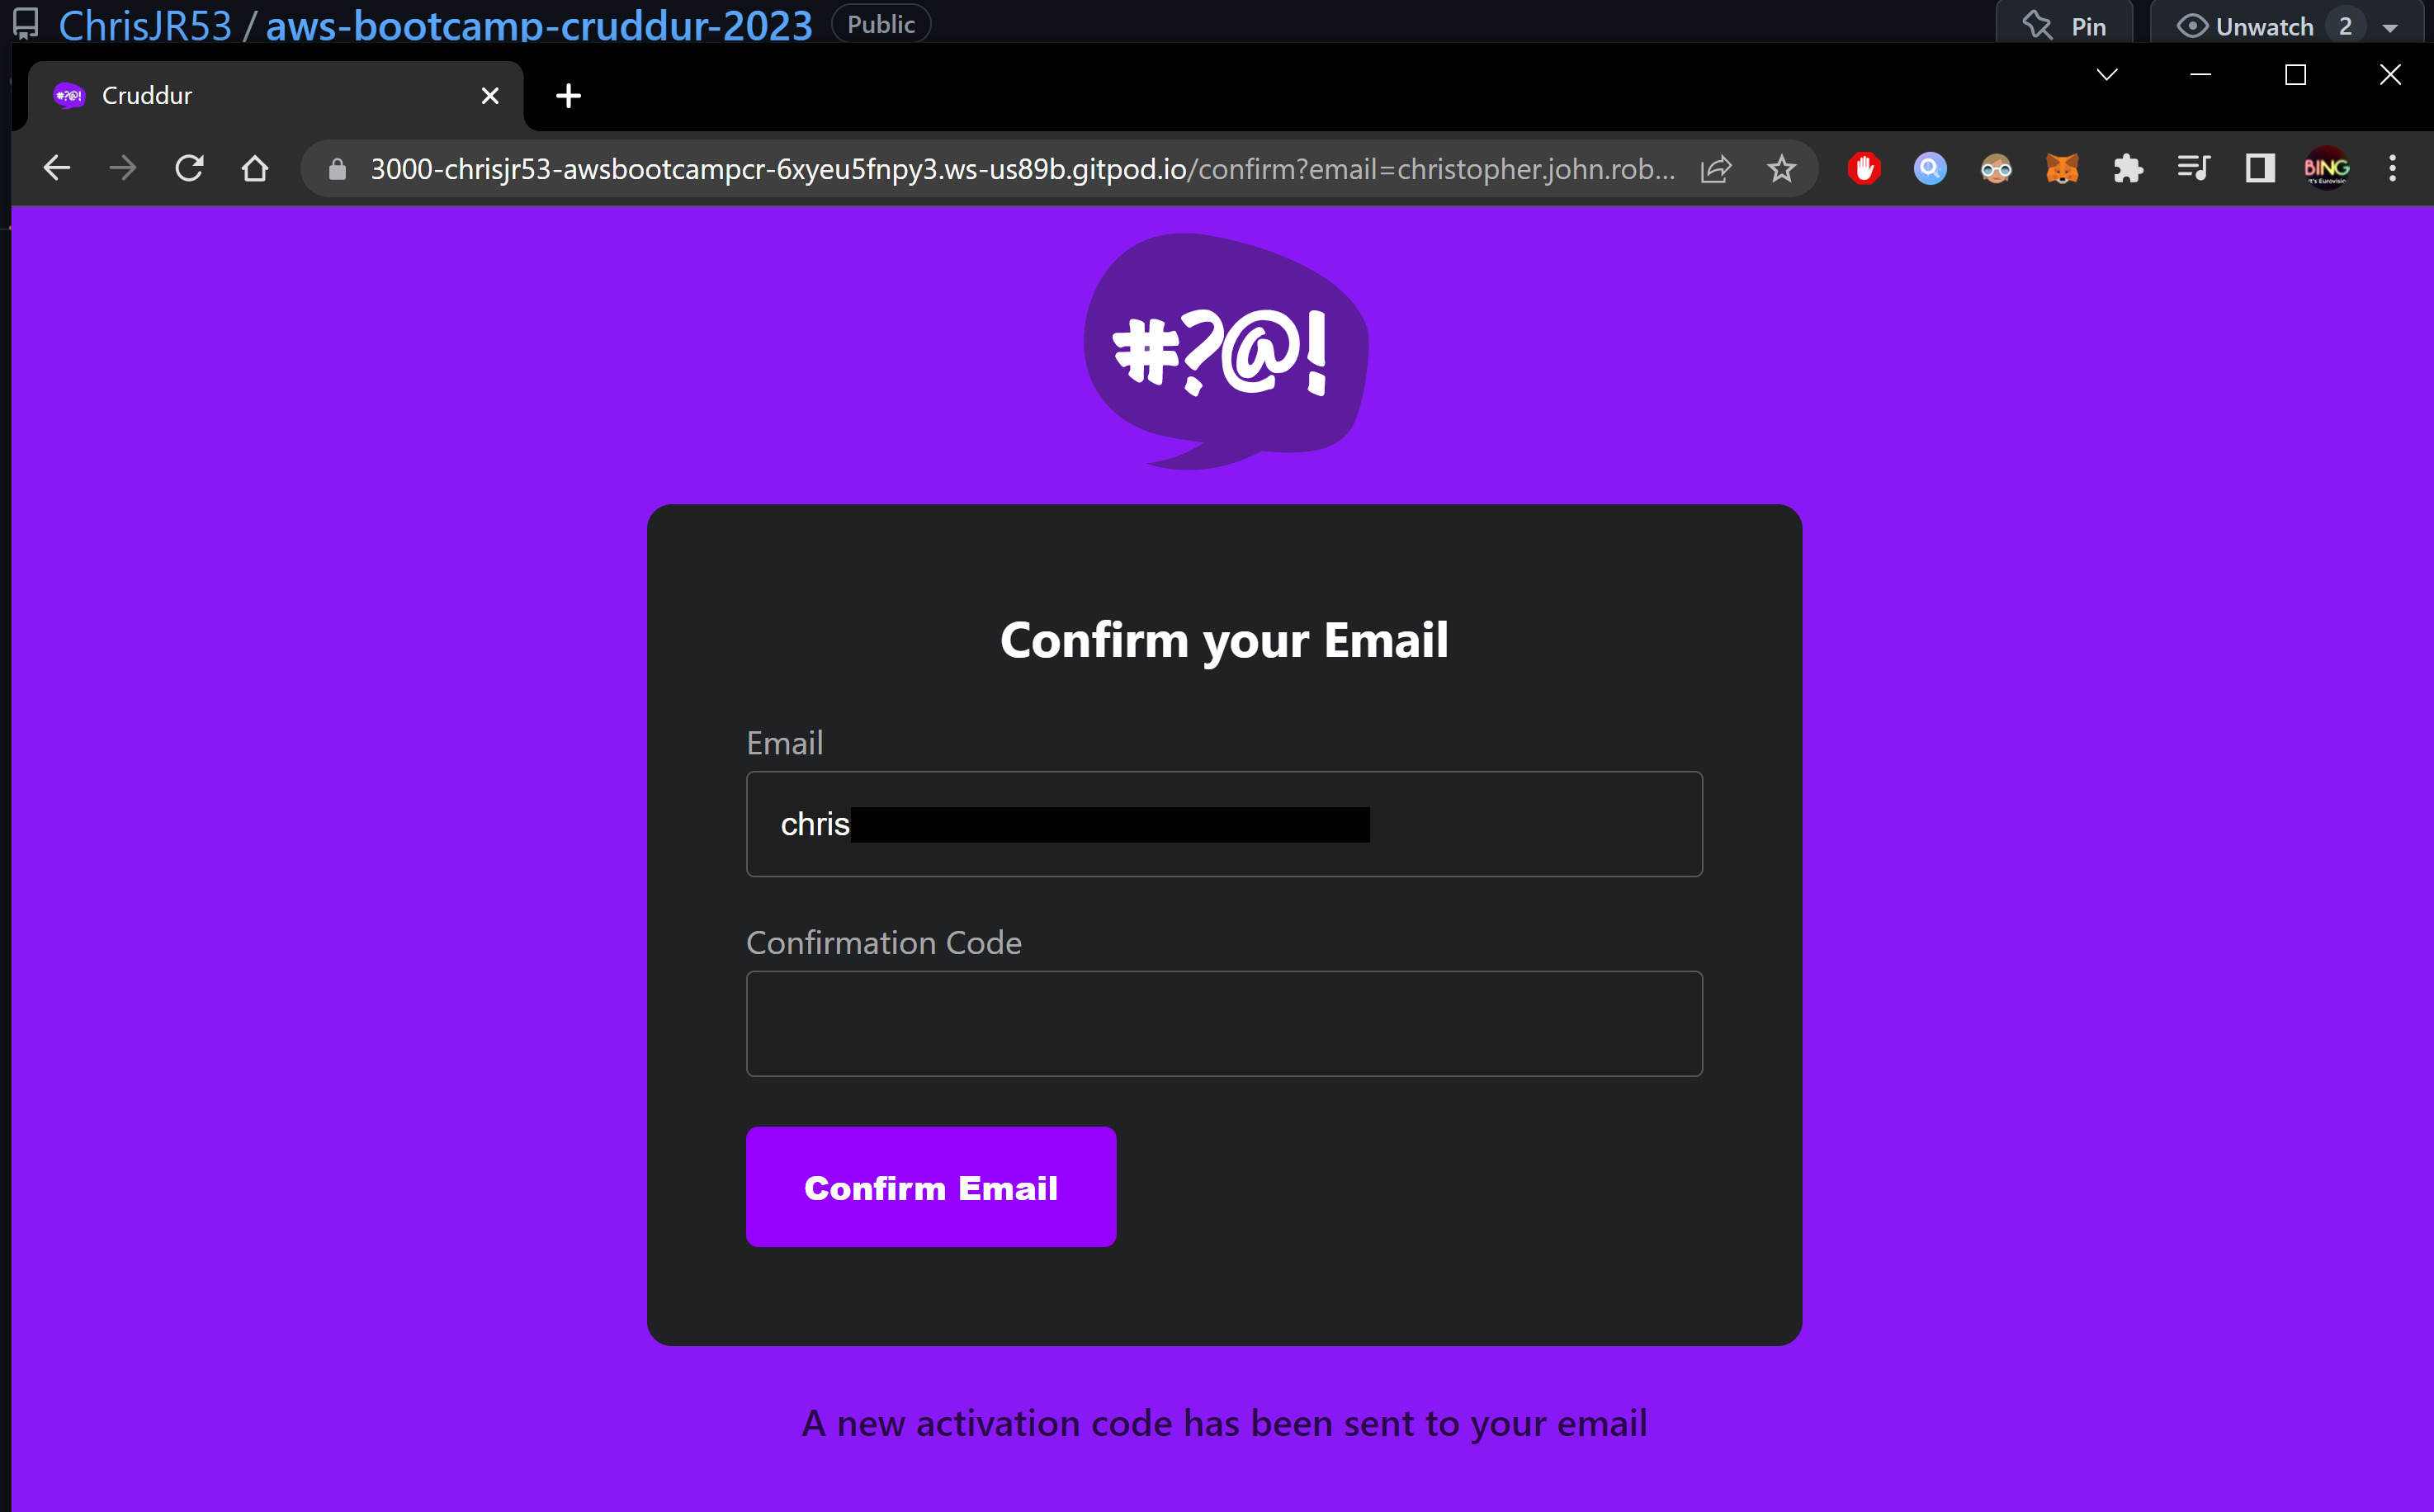 ChrisJR53 / aws-bootcamp-cruddur-2023 Public Pin Unwatch 2
#?@! Cruddur
3000-chrisjr53-awsbootcampcr-6xyeu5fnpy3.ws-us89b.gitpod.io/confirm?email=christopher.john.rob... BING It's Eurovisio
#?@!
Confirm your Email
Email
chris
Confirmation Code
Confirm Email
A new activation code has been sent to your email